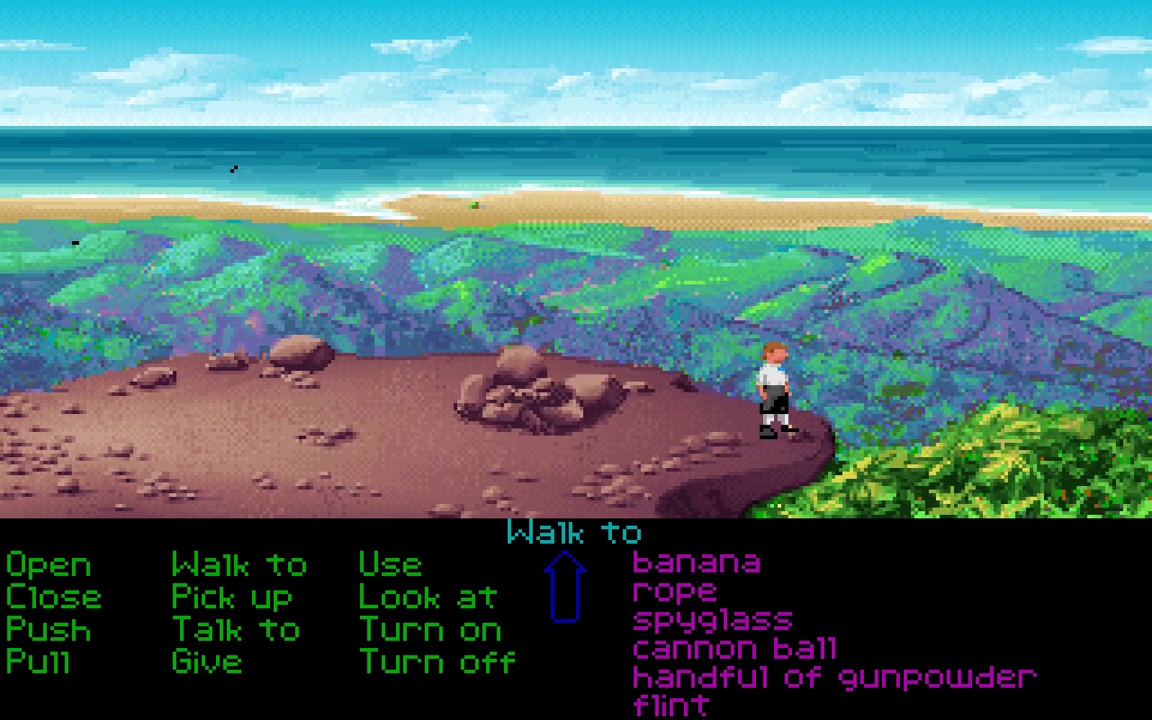 Walk to
Open Walk to Use
Close Pick up Look at
Push Talk to Turn on
Pull Give Turn off
banana
rope
spyglass
cannon ball
handful of gunpowder
flint